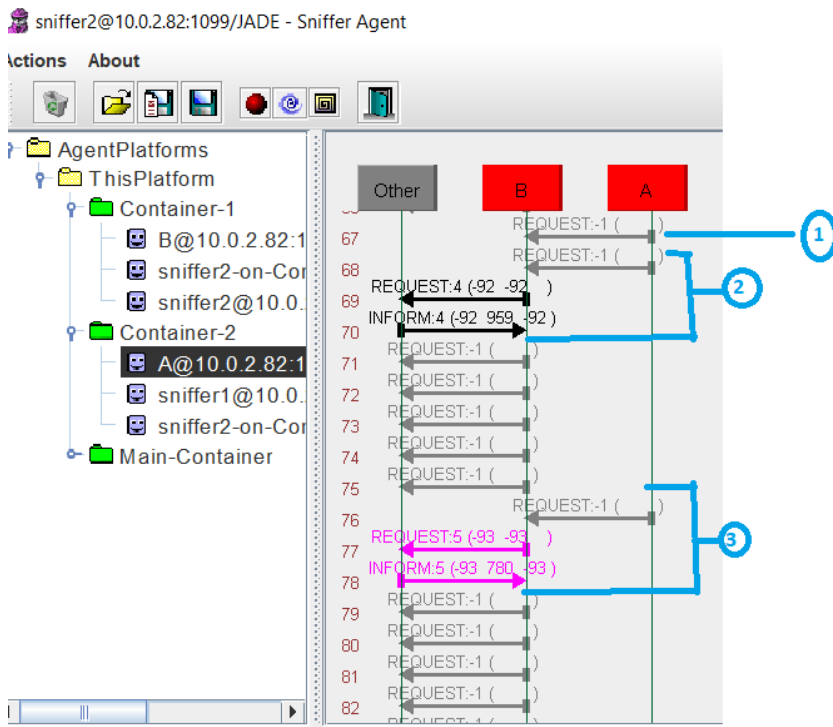 sniffer2@10.0.2.82:1099/JADE - Sniffer Agent
Actions About
AgentPlatforms
ThisPlatform
Container-1
B@10.0.2.82:1
sniffer2-on-Cor
sniffer2@10.0.
Container-2
A@10.0.2.82:1
sniffer1@10.0.
sniffer2-on-Cor
Main-Container
Other B A
REQUEST:-1 ( )
67
1
REQUEST:-1 ( )
68
2
REQUEST:4 (-92 -92 )
69
INFORM:4 (-92 959 -92 )
70
REQUEST:-1 ( )
71
REQUEST:-1 ( )
72
REQUEST:-1 ( )
73
REQUEST:-1 ( )
74
REQUEST:-1 ( )
75
REQUEST:-1 ( )
76
3
REQUEST:5 (-93 -93 )
77
INFORM:5 (-93 780 -93 )
78
REQUEST:-1 ( )
79
REQUEST:-1 ( )
80
REQUEST:-1 ( )
81
REQUEST:-1 ( )
82